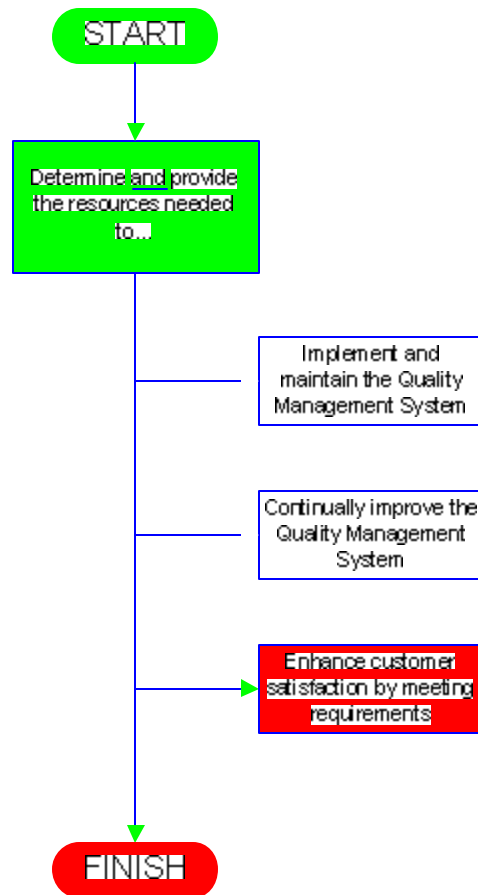 START
Determine and provide
the resources needed
to...
Implement and
maintain the Quality
Management System
Continually improve the
Quality Management
System
Enhance customer
satisfaction by meeting
requirements
FINISH